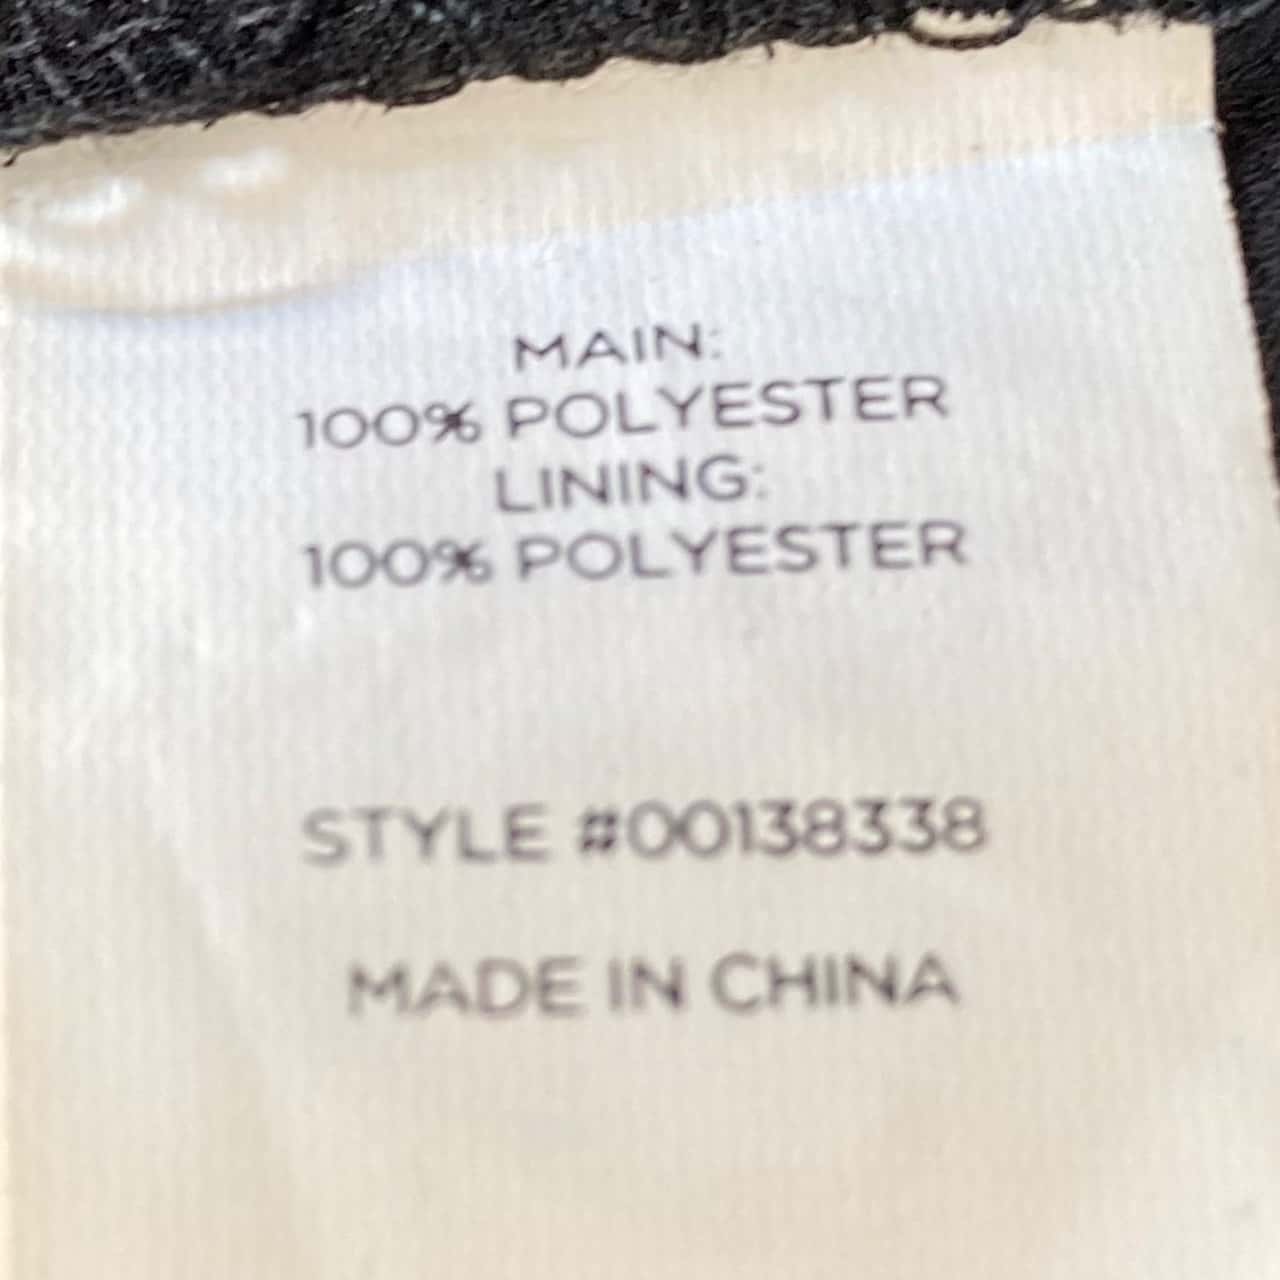 MAIN:
100% POLYESTER
LINING:
100% POLYESTER
STYLE #00138338
MADE IN CHINA